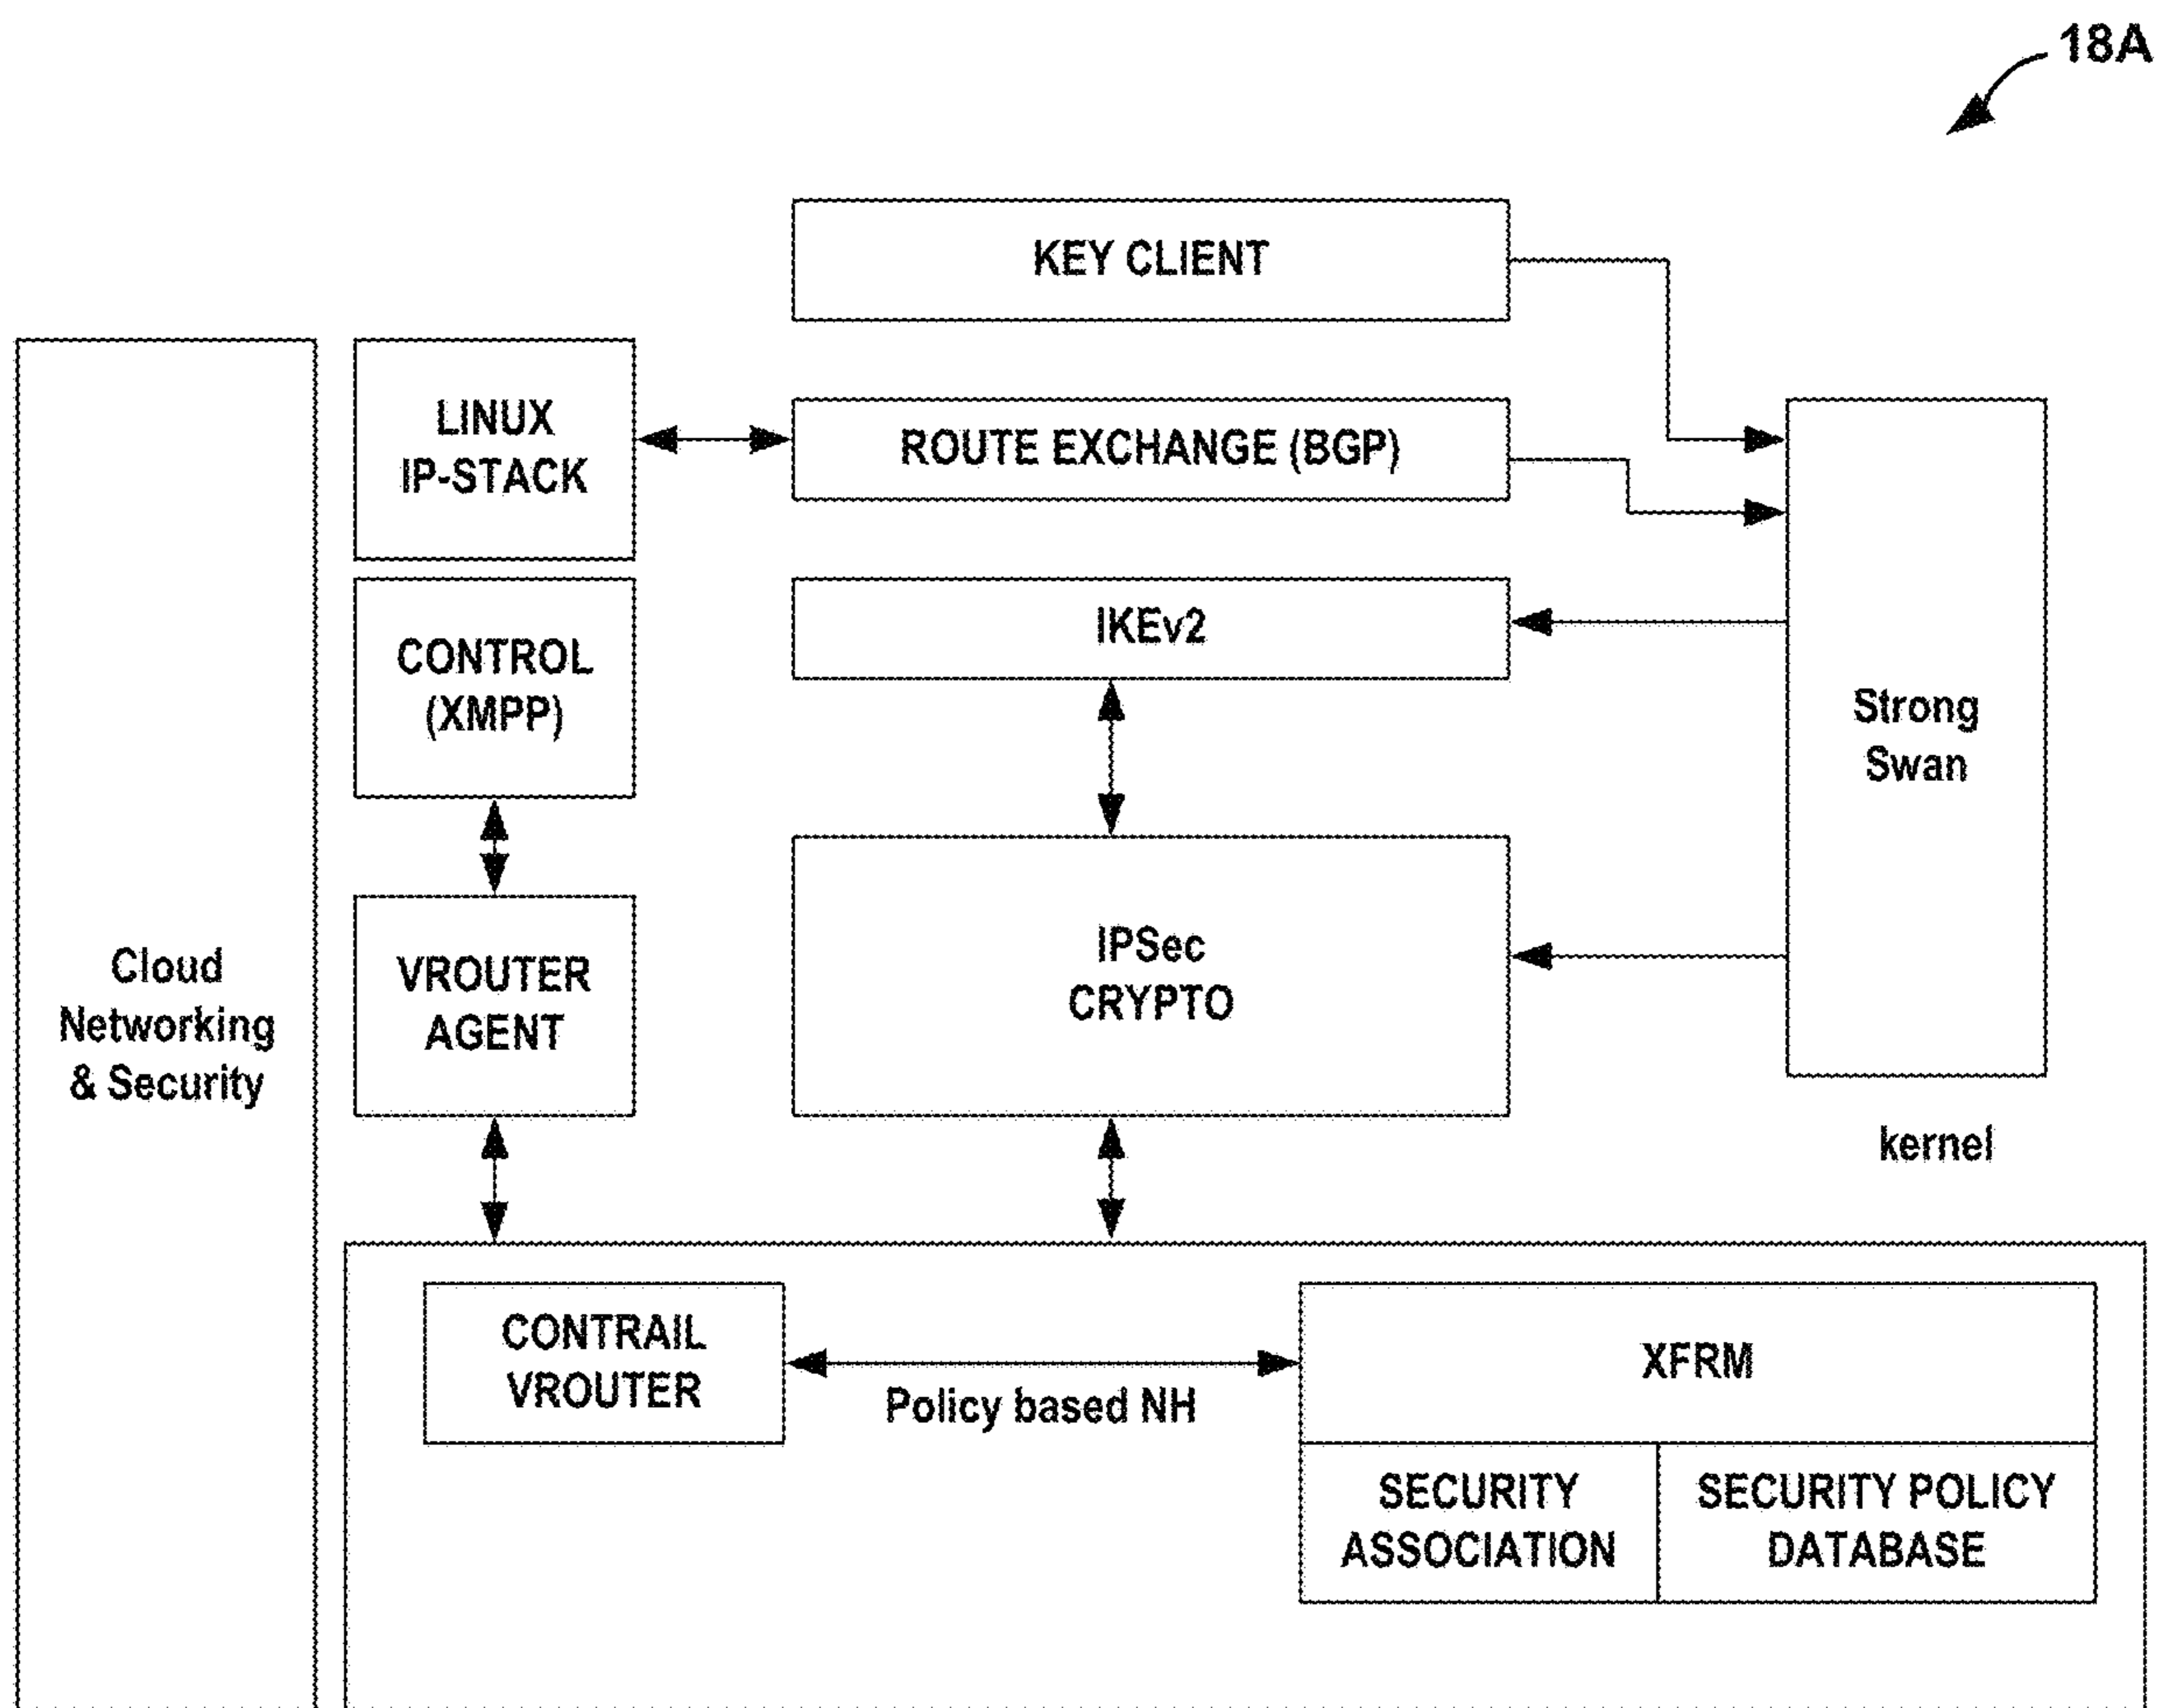 18A
KEY CLIENT
LINUX
IP-STACK
ROUTE EXCHANGE (BGP)
IKEv2
CONTROL
(XMPP)
Strong
Swan
Cloud
Networking
& Security
VROUTER
AGENT
IPSec
CRYPTO
kernel
CONTRAIL
VROUTER
Policy based NH
XFRM
SECURITY
ASSOCIATION
SECURITY POLICY
DATABASE